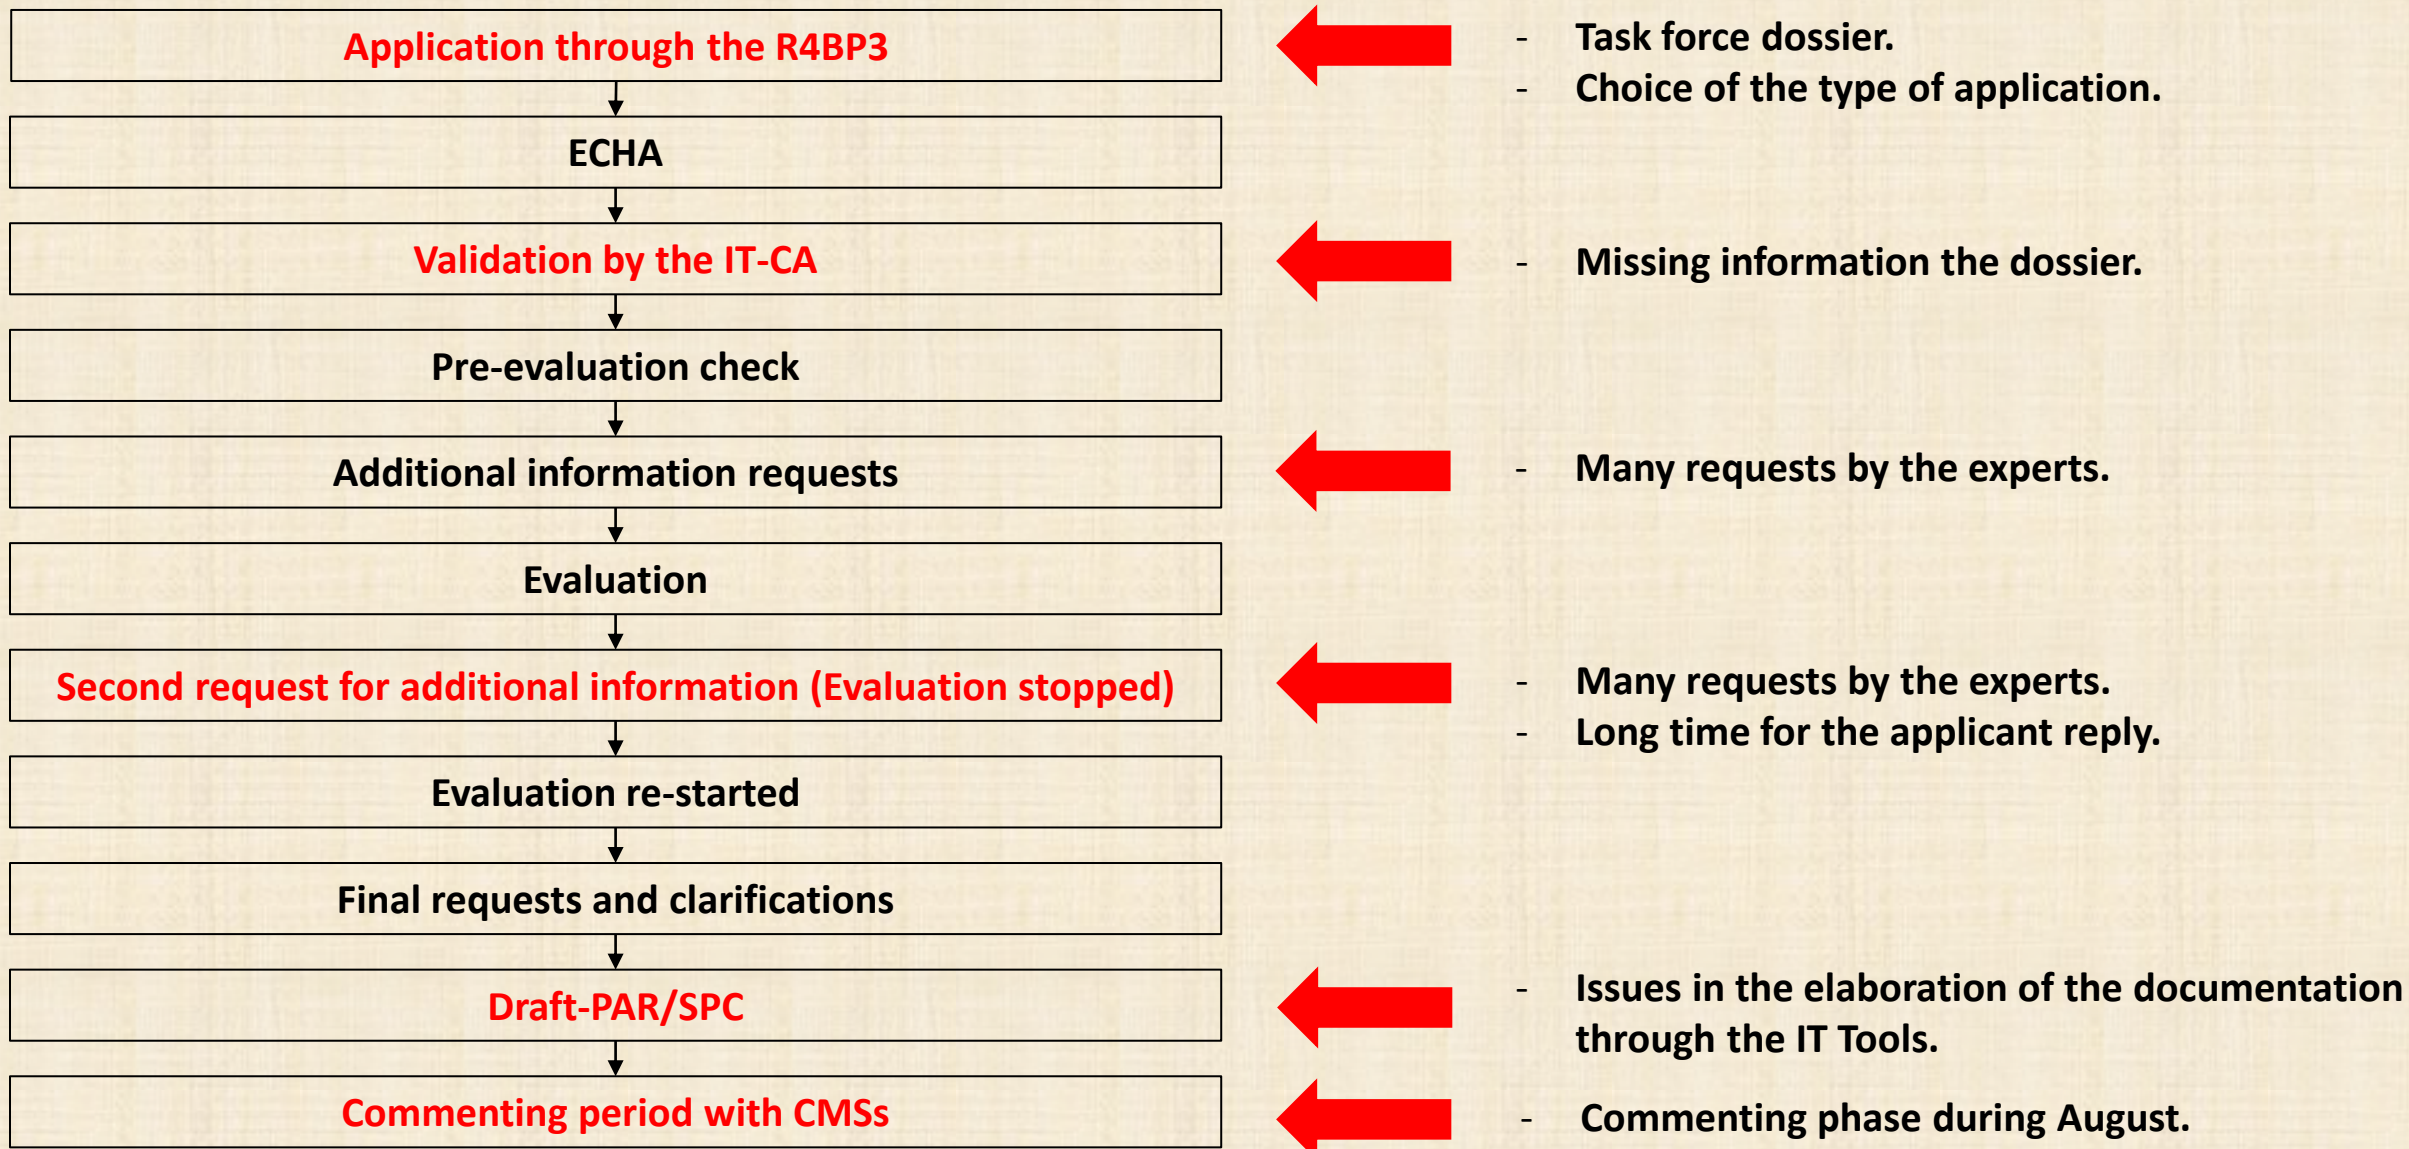 Application through the R4BP3
- Task force dossier.
- Choice of the type of application.
ECHA
Validation by the IT-CA
- Missing information the dossier.
Pre-evaluation check
Additional information requests
- Many requests by the experts.
Evaluation
Second request for additional information (Evaluation stopped)
- Many requests by the experts.
- Long time for the applicant reply.
Evaluation re-started
Final requests and clarifications
Draft-PAR/SPC
- Issues in the elaboration of the documentation
through the IT Tools.
Commenting period with CMSs
- Commenting phase during August.